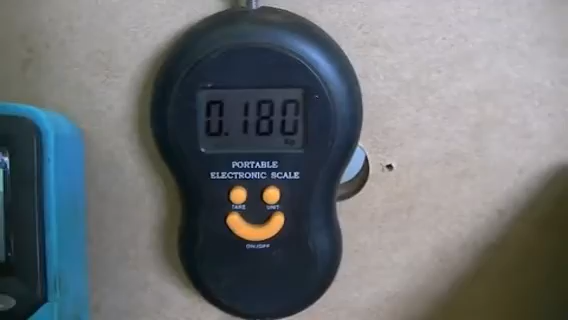 0.180
Kg
PORTABLE
ELECTRONIC SCALE
TARE UNIT
ON/OFF